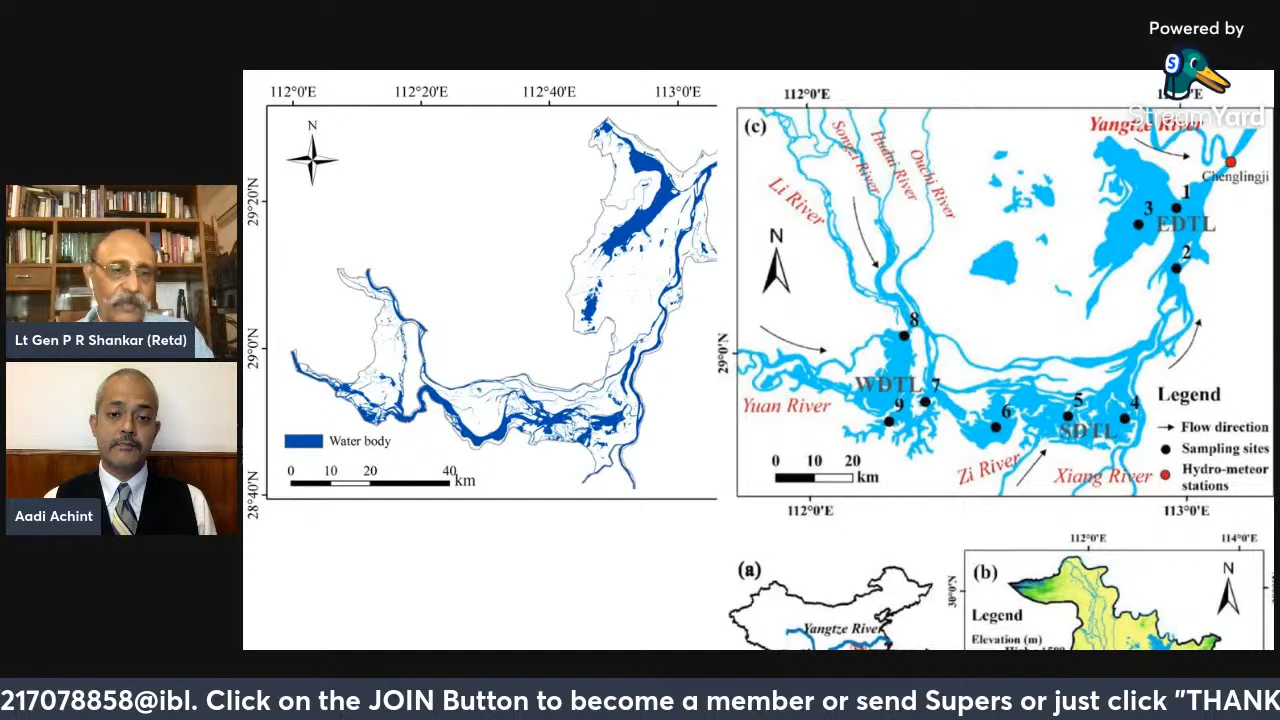 Powered by
StreamYard
112°0'E
112°20'E
112°40'E
113°0'E
N
29°20'N
29°0'N
28°40'N
Water body
0 10 20 40 km
112°0'E
(c)
Yangtze River
Chenglingji
Songzi River
Hudu River
Ouchi River
Li River
N
1
3
EDTL
2
8
29°0'N
WDTL
7
9
Yuan River
6
5
4
SDTL
Zi River
Xiang River
0 10 20
km
Legend
Flow direction
Sampling sites
Hydro-meteor
stations
112°0'E
113°0'E
(a)
Yangtze River
112°0'E
114°0'E
(b)
30°0'N
N
Legend
Elevation (m)
Lt Gen P R Shankar (Retd)
Aadi Achint
217078858@ibl. Click on the JOIN Button to become a member or send Supers or just click "THANK